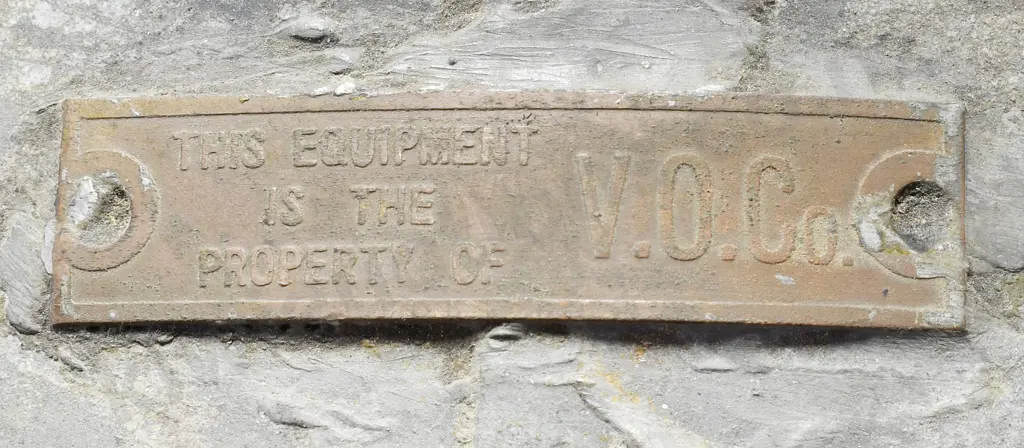 THIS EQUIPMENT
IS THE
PROPERTY OF
V.O.Co.